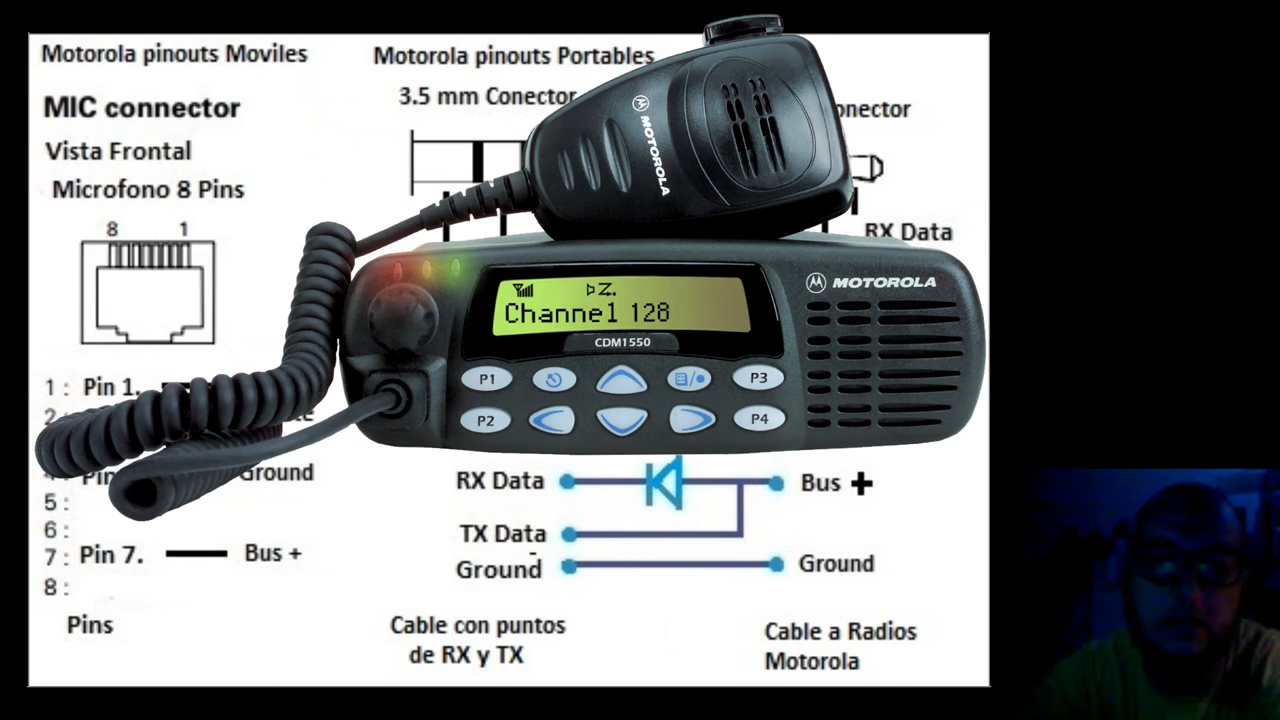 Motorola pinouts Moviles
Motorola pinouts Portables
MIC connector
3.5 mm Conector
Vista Frontal
Microfono 8 Pins
8 1
RX Data
MOTOROLA
MOTOROLA
Channel 128
CDM1550
P1
P3
P2
P4
1 : Pin 1.
2
Ground
5 :
6 :
7 : Pin 7. Bus +
8 :
Pins
RX Data
Bus +
TX Data
Ground
Ground
Cable con puntos
de RX y TX
Cable a Radios
Motorola